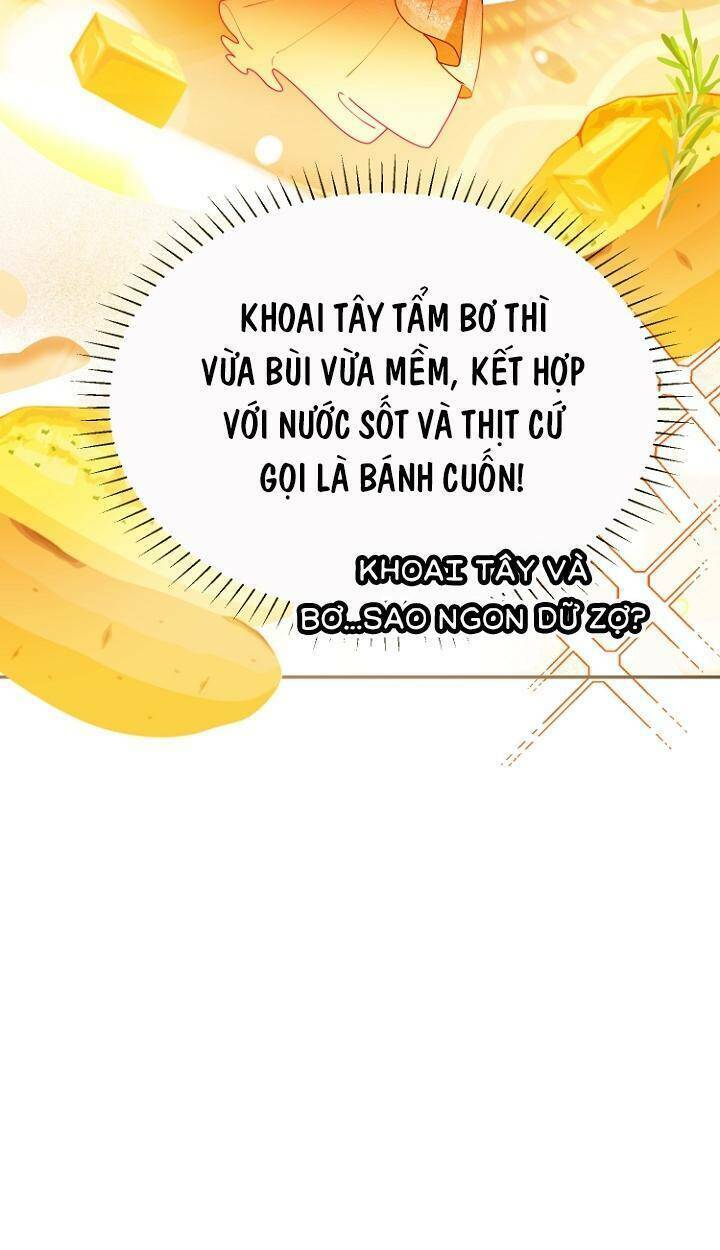 KHOAI TÂY TẨM BƠ THÌ
VỪA BÙI VỪA MỀM, KẾT HỢP
VỚI NƯỚC SỐT VÀ THỊT CỨ
GỌI LÀ BÁNH CUỐN!
KHOAI TÂY VÀ
BƠ...SAO NGON DỮ ZỢ?